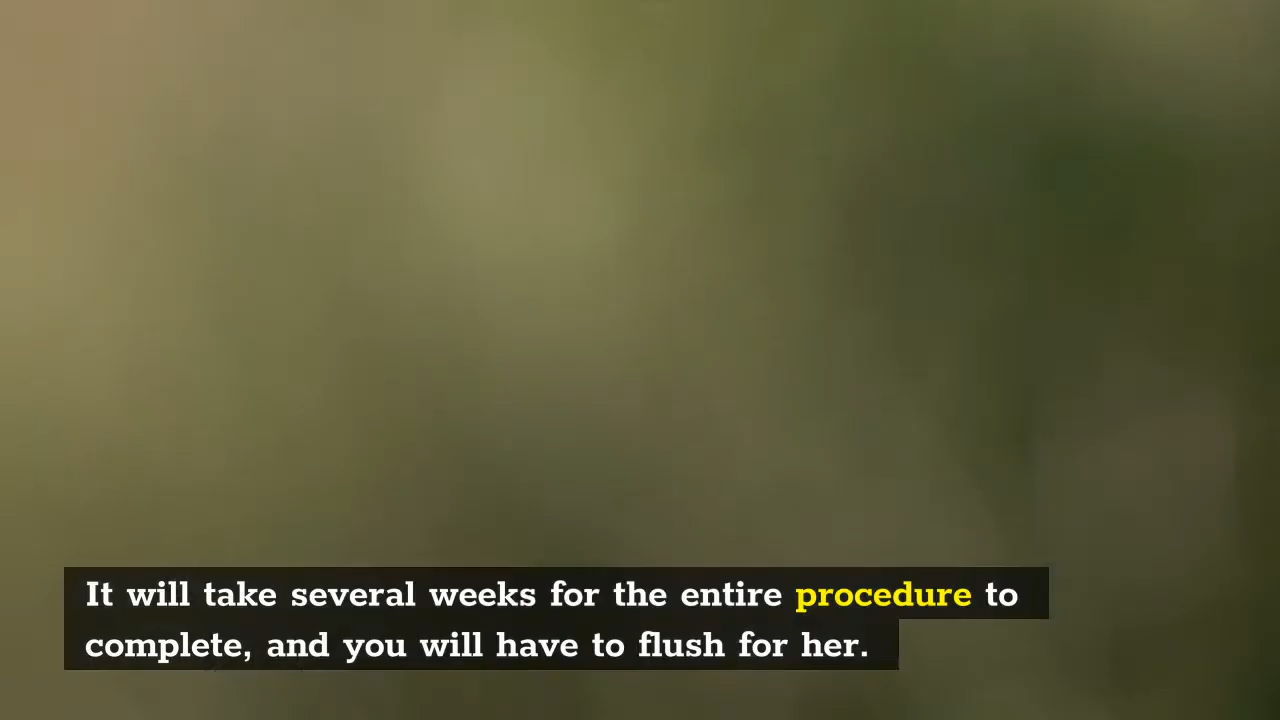 It will take several weeks for the entire procedure to
complete, and you will have to flush for her.